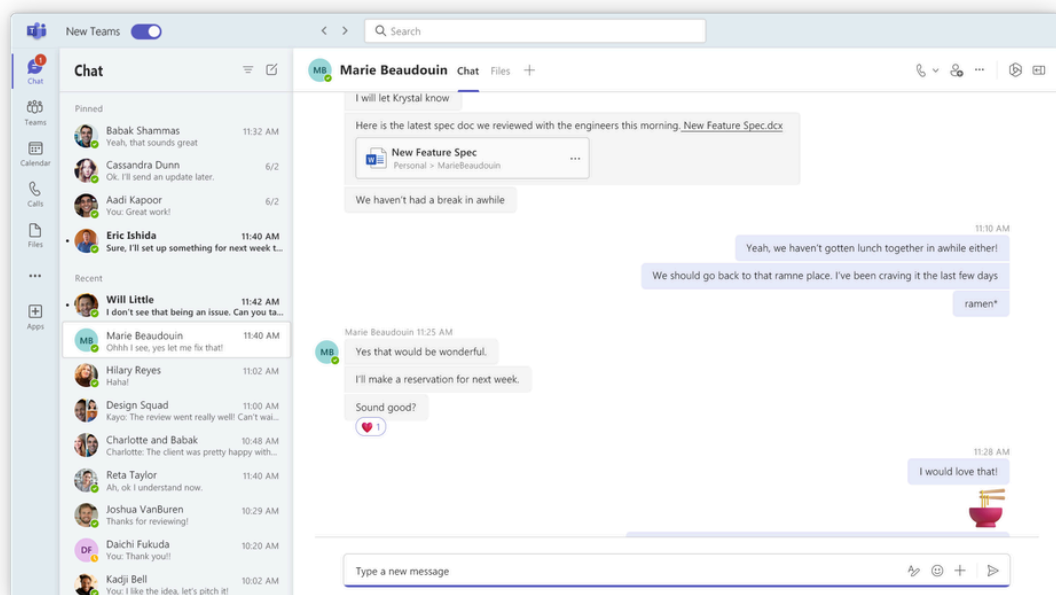 New Teams
Search
1
Chat
Teams
Calendar
Calls
Files
Apps
Chat
Pinned
Babak Shammas 11:32 AM
Yeah, that sounds great
Cassandra Dunn 6/2
Ok. I'll send an update later.
Aadi Kapoor 6/2
You: Great work!
Eric Ishida 11:40 AM
Sure, I'll set up something for next week t...
Recent
Will Little 11:42 AM
I don't see that being an issue. Can you ta...
MB
Marie Beaudouin 11:40 AM
Ohhh I see, yes let me fix that!
Hilary Reyes 11:02 AM
Haha!
Design Squad 11:00 AM
Kayo: The review went really well! Can't wai...
Charlotte and Babak 10:48 AM
Charlotte: The client was pretty happy with...
Reta Taylor 11:40 AM
Ah, ok I understand now.
Joshua VanBuren 10:29 AM
Thanks for reviewing!
DF
Daichi Fukuda 10:20 AM
You: Thank you!!
Kadji Bell 10:02 AM
You: I like the idea, let's pitch it!
MB Marie Beaudouin Chat Files
I will let Krystal know
Here is the latest spec doc we reviewed with the engineers this morning. New Feature Spec.dcx
New Feature Spec
Personal > MarieBeaudouin
We haven't had a break in awhile
11:10 AM
Yeah, we haven't gotten lunch together in awhile either!
We should go back to that ramne place. I've been craving it the last few days
ramen*
Marie Beaudouin 11:25 AM
MB
Yes that would be wonderful.
I'll make a reservation for next week.
Sound good?
1
11:28 AM
I would love that!
Type a new message